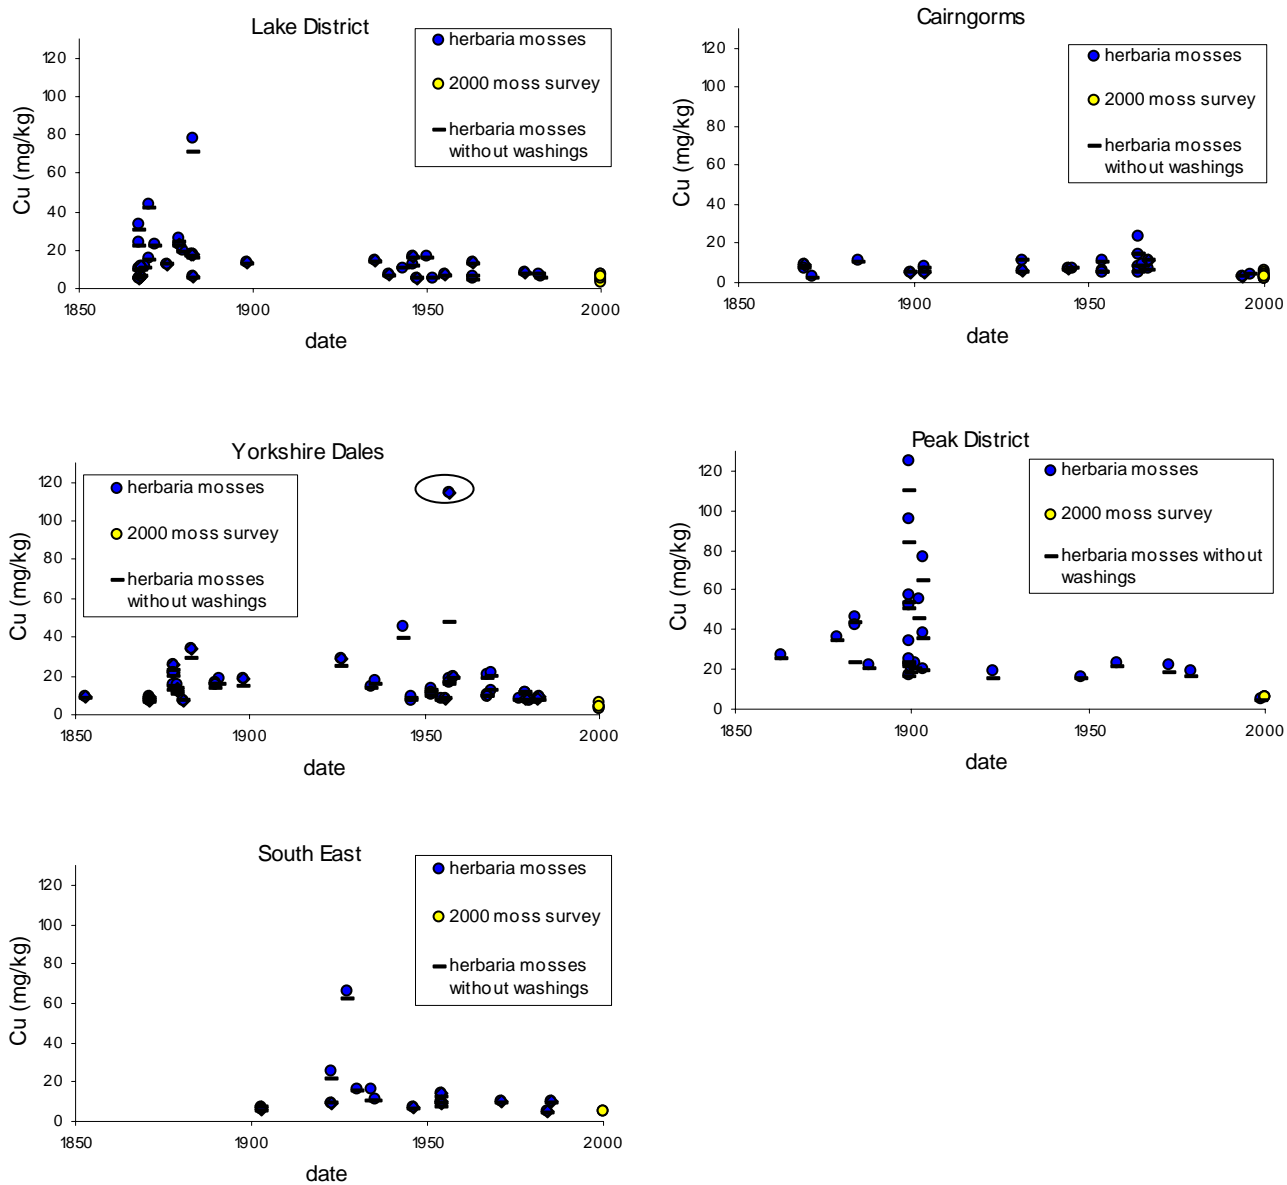 Lake District
Cu (mg/kg)
120
100
80
60
40
20
0
1850
1900
1950
2000
date
herbaria mosses
2000 moss survey
herbaria mosses
without washings
Cairngorms
Cu (mg/kg)
120
100
80
60
40
20
0
1850
1900
1950
2000
date
herbaria mosses
2000 moss survey
herbaria mosses
without washings
Yorkshire Dales
Cu (mg/kg)
120
100
80
60
40
20
0
1850
1900
1950
2000
date
herbaria mosses
2000 moss survey
herbaria mosses
without washings
Peak District
Cu (mg/kg)
120
100
80
60
40
20
0
1850
1900
1950
2000
date
herbaria mosses
2000 moss survey
herbaria mosses without
washings
South East
Cu (mg/kg)
120
100
80
60
40
20
0
1850
1900
1950
2000
date
herbaria mosses
2000 moss survey
herbaria mosses
without washings